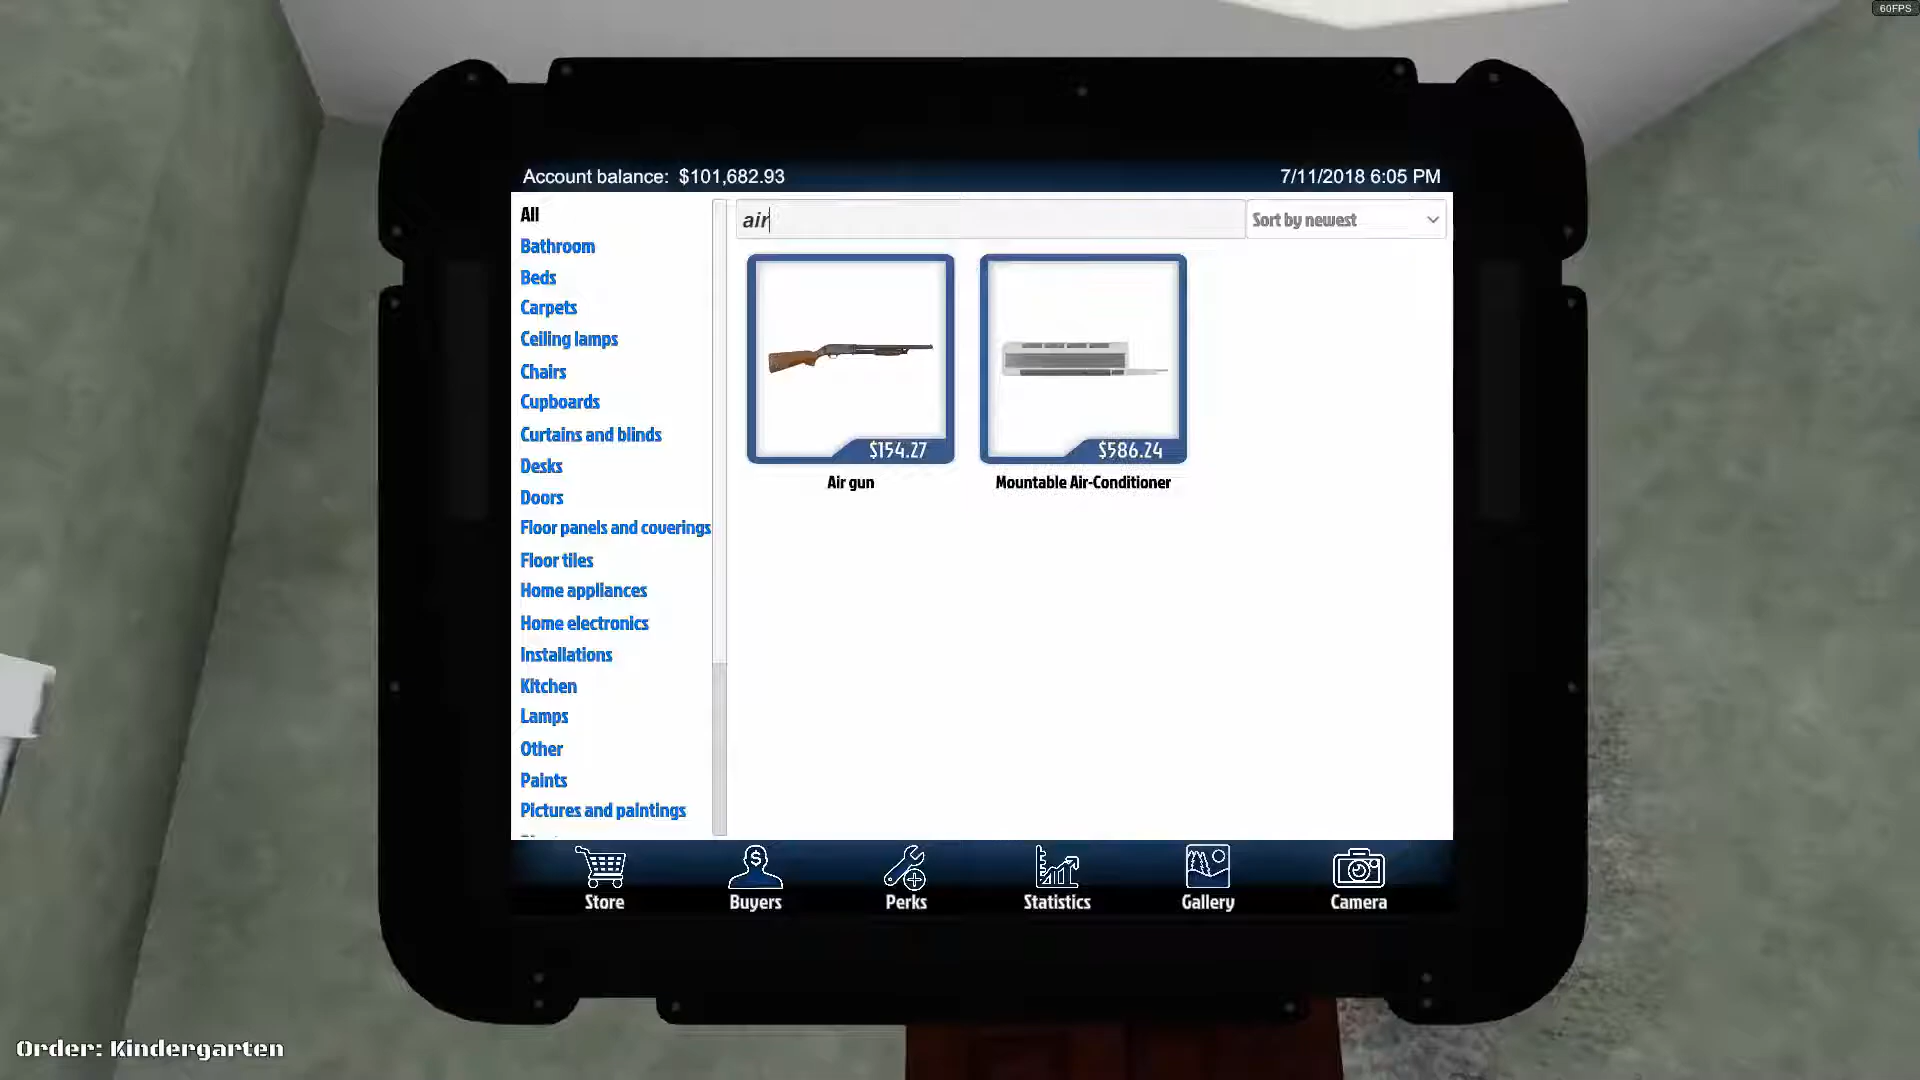 60FPS
Account balance: $101,682.93
7/11/2018 6:05 PM
All
Bathroom
Beds
Carpets
Ceiling lamps
Chairs
Cupboards
Curtains and blinds
Desks
Doors
Floor panels and coverings
Floor tiles
Home appliances
Home electronics
Installations
Kitchen
Lamps
Other
Paints
Pictures and paintings
air
Sort by newest
$154.27
Air gun
$586.24
Mountable Air-Conditioner
Store
Buyers
Perks
Statistics
Gallery
Camera
Order: Kindergarten